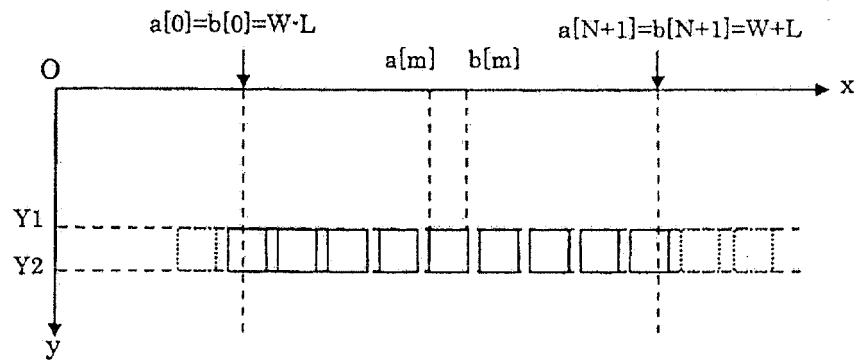 a[0]=b[0]=W-L
a[N+1]=b[N+1]=W+L
O
a[m]
b[m]
x
Y1
Y2
y